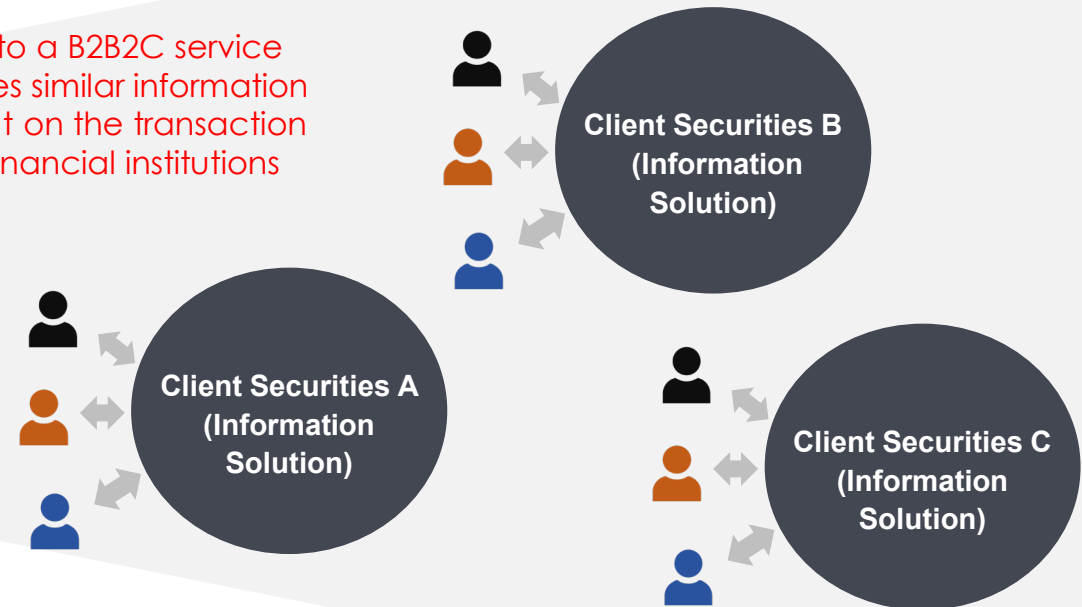 to a B2B2C service
es similar information
t on the transaction
nancial institutions
Client Securities B
(Information
Solution)
Client Securities A
(Information
Solution)
Client Securities C
(Information
Solution)